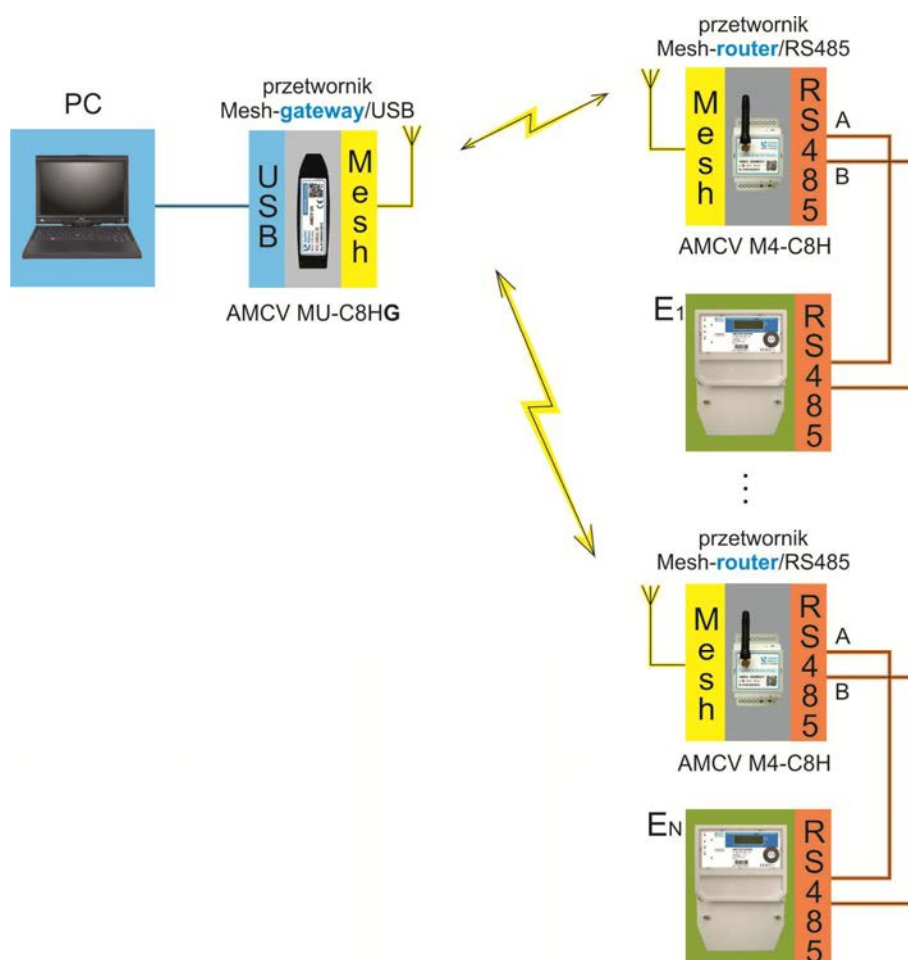 PC
przetwornik
Mesh-gateway/USB
USB
Mesh
AMCV MU-C8HG
przetwornik
Mesh-router/RS485
Mesh
RS485
A
B
AMCV M4-C8H
E1
RS485
⋮
przetwornik
Mesh-router/RS485
Mesh
RS485
A
B
AMCV M4-C8H
EN
RS485